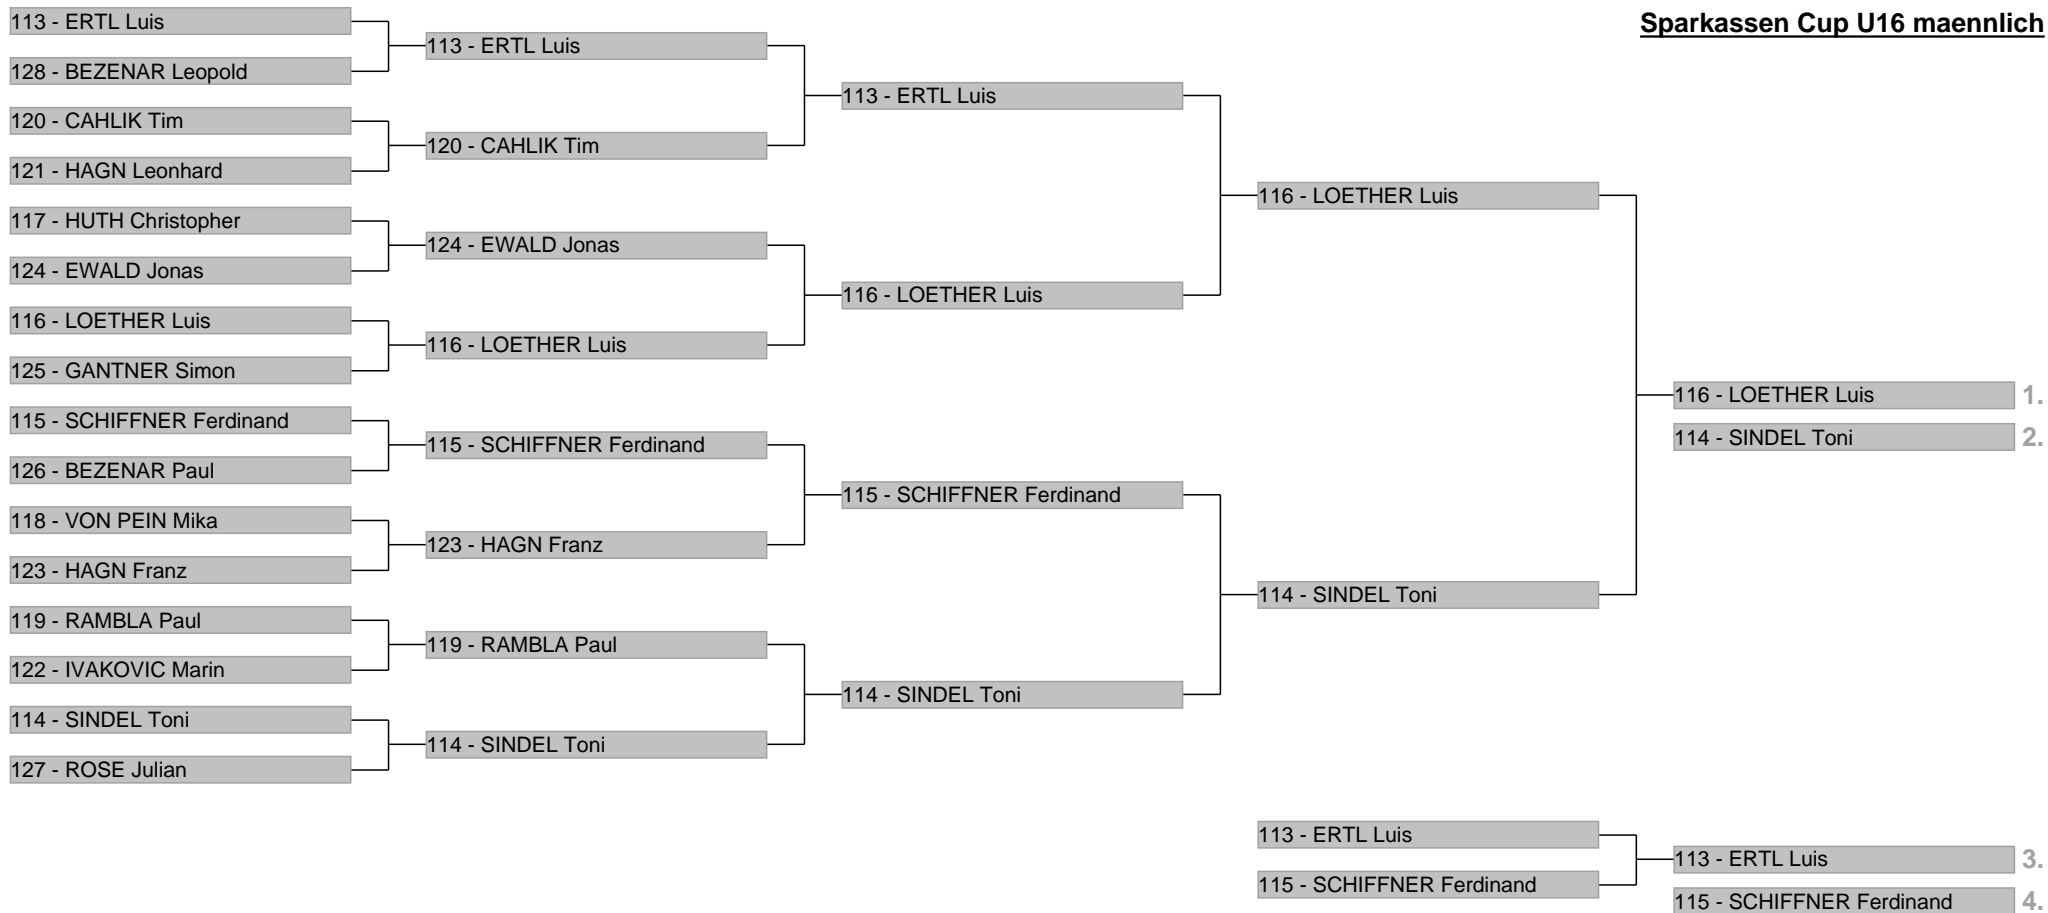 Sparkassen Cup U16 maennlich
113 - ERTL Luis
128 - BEZENAR Leopold
120 - CAHLIK Tim
121 - HAGN Leonhard
117 - HUTH Christopher
124 - EWALD Jonas
116 - LOETHER Luis
125 - GANTNER Simon
115 - SCHIFFNER Ferdinand
126 - BEZENAR Paul
118 - VON PEIN Mika
123 - HAGN Franz
119 - RAMBLA Paul
122 - IVAKOVIC Marin
114 - SINDEL Toni
127 - ROSE Julian
113 - ERTL Luis
120 - CAHLIK Tim
124 - EWALD Jonas
116 - LOETHER Luis
115 - SCHIFFNER Ferdinand
123 - HAGN Franz
119 - RAMBLA Paul
114 - SINDEL Toni
113 - ERTL Luis
116 - LOETHER Luis
115 - SCHIFFNER Ferdinand
114 - SINDEL Toni
116 - LOETHER Luis
114 - SINDEL Toni
116 - LOETHER Luis 1.
114 - SINDEL Toni 2.
113 - ERTL Luis
115 - SCHIFFNER Ferdinand
113 - ERTL Luis 3.
115 - SCHIFFNER Ferdinand 4.